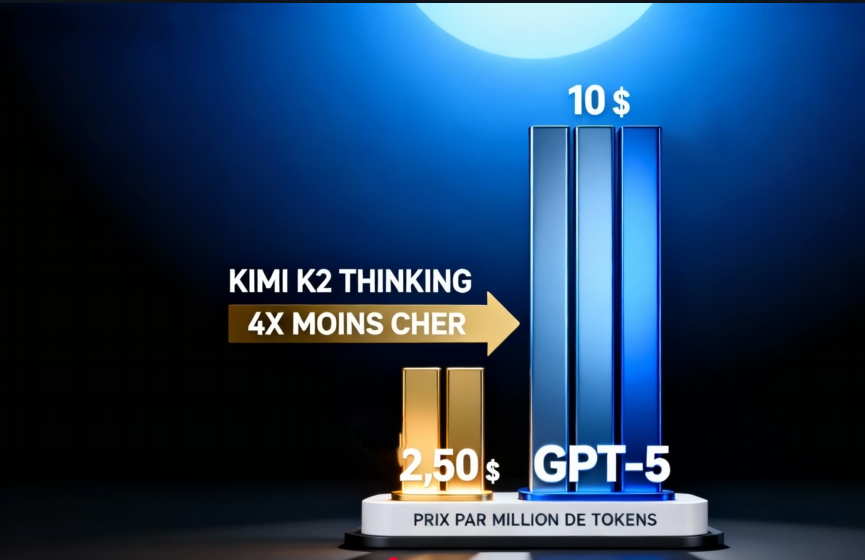 10 $
KIMI K2 THINKING
4X MOINS CHER
2,50 $
GPT-5
PRIX PAR MILLION DE TOKENS